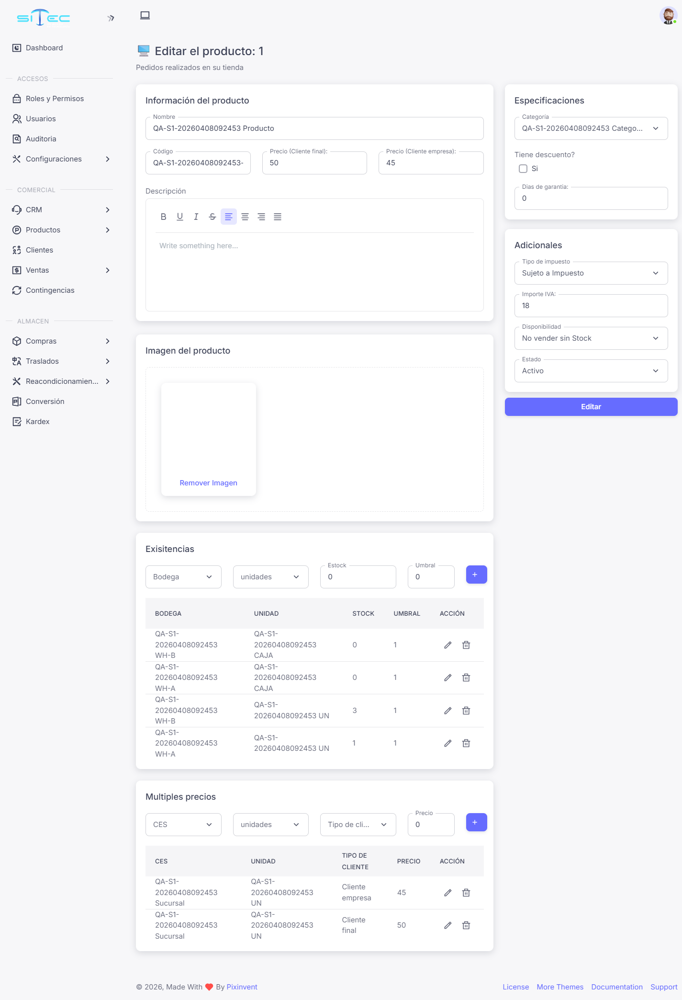 SITEC
Dashboard
ACCESOS
Roles y Permisos
Usuarios
Auditoria
Configuraciones
COMERCIAL
CRM
Productos
Clientes
Ventas
Contingencias
ALMACEN
Compras
Traslados
Reacondicionamien...
Conversión
Kardex
Editar el producto: 1
Pedidos realizados en su tienda
Información del producto
Nombre
QA-S1-20260408092453 Producto
Código
QA-S1-20260408092453-
Precio (Cliente final):
50
Precio (Cliente empresa):
45
Descripción
B U I S
Write something here...
Imagen del producto
Remover Imagen
Exisitencias
Bodega
unidades
Estock
0
Umbral
0
+
BODEGA UNIDAD STOCK UMBRAL ACCIÓN
QA-S1-
20260408092453
WH-B
QA-S1-
20260408092453
CAJA
0
1
QA-S1-
20260408092453
WH-A
QA-S1-
20260408092453
CAJA
0
1
QA-S1-
20260408092453
WH-B
QA-S1-
20260408092453 UN
3
1
QA-S1-
20260408092453
WH-A
QA-S1-
20260408092453 UN
1
1
Multiples precios
CES
unidades
Tipo de cli...
Precio
0
+
CES UNIDAD TIPO DE CLIENTE PRECIO ACCIÓN
QA-S1-
20260408092453
Sucursal
QA-S1-
20260408092453
UN
Cliente
empresa
45
QA-S1-
20260408092453
Sucursal
QA-S1-
20260408092453
UN
Cliente
final
50
Especificaciones
Categoría
QA-S1-20260408092453 Catego...
Tiene descuento?
Si
Dias de garantia:
0
Adicionales
Tipo de impuesto
Sujeto a Impuesto
Importe IVA:
18
Disponibilidad
No vender sin Stock
Estado
Activo
Editar
© 2026, Made With ❤️ By Pixinvent
License More Themes Documentation Support